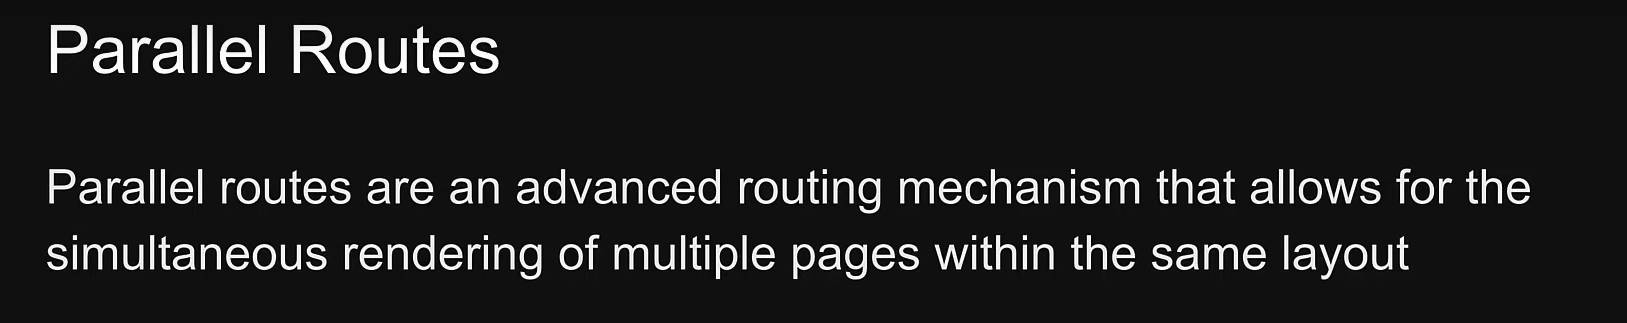 Parallel Routes
Parallel routes are an advanced routing mechanism that allows for the
simultaneous rendering of multiple pages within the same layout